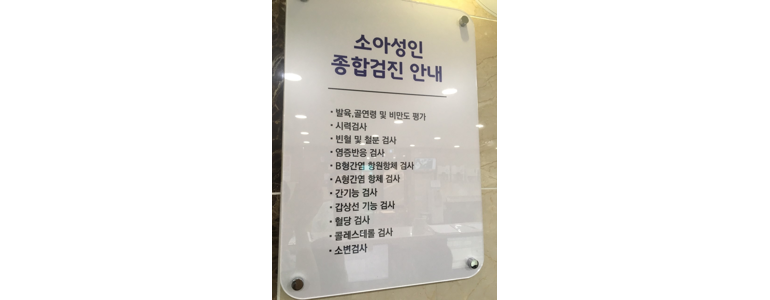 소아성인
종합검진 안내
• 발육,골연령 및 비만도 평가
• 시력검사
• 빈혈 및 철분 검사
• 염증반응 검사
• B형간염 항원항체 검사
• A형간염 항체 검사
• 간기능 검사
• 갑상선 기능 검사
• 혈당 검사
• 콜레스테롤 검사
• 소변검사